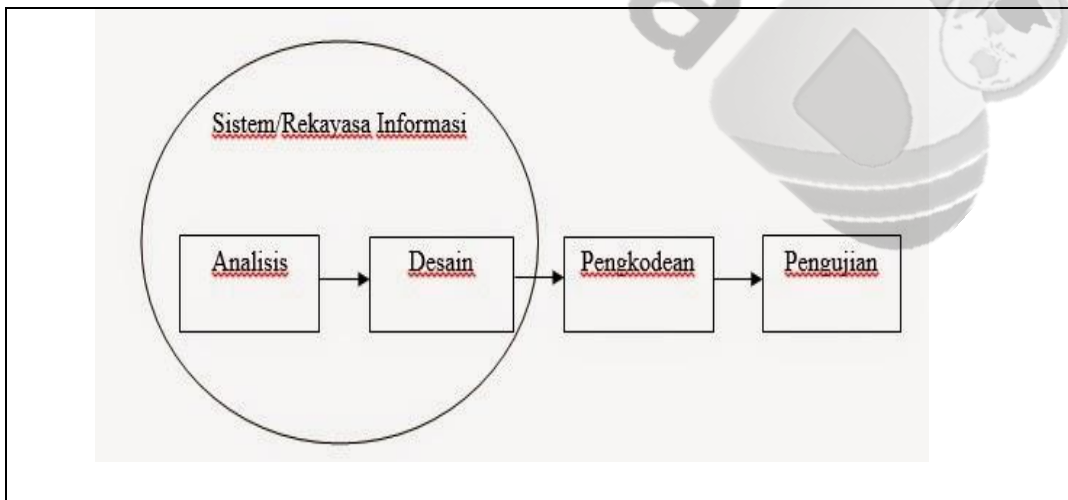 Sistem/Rekayasa Informasi
Analisis
Desain
Pengkodean
Pengujian